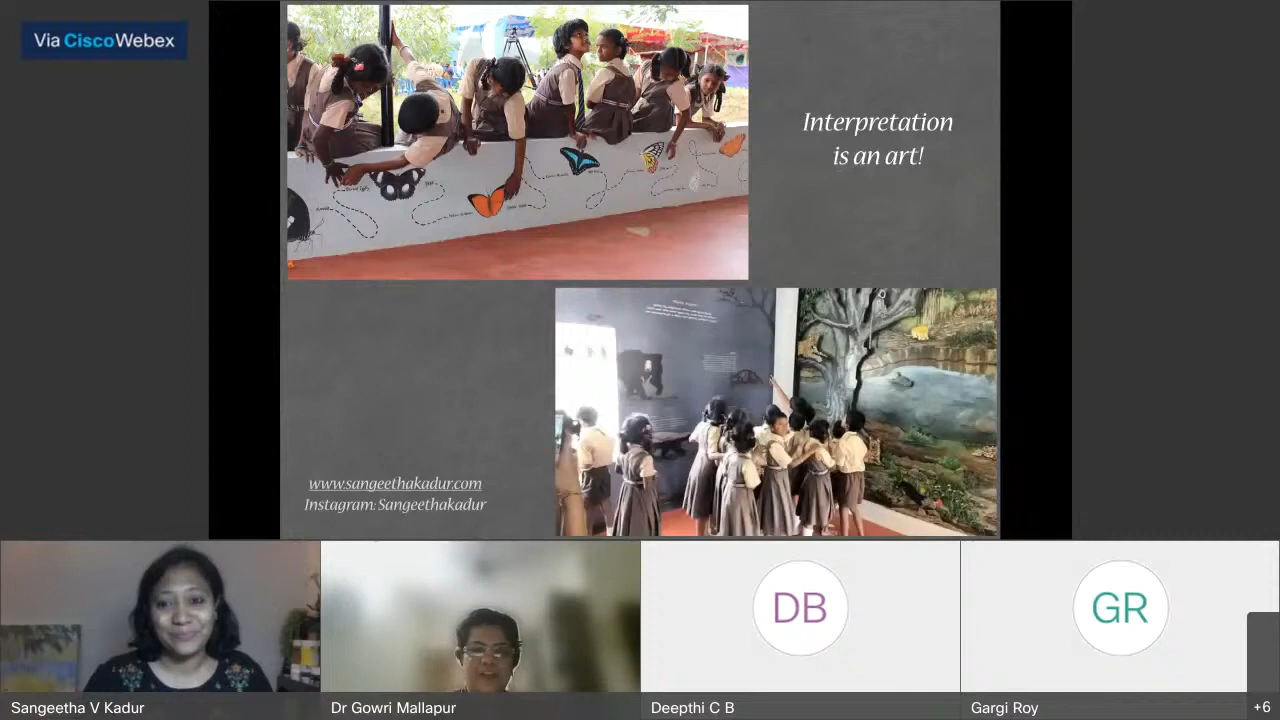 Via CiscoWebex
Interpretation
is an art!
www.sangeethakadur.com
Instagram: Sangeethakadur
DB
GR
Sangeetha V Kadur
Dr Gowri Mallapur
Deepthi C B
Gargi Roy
+6